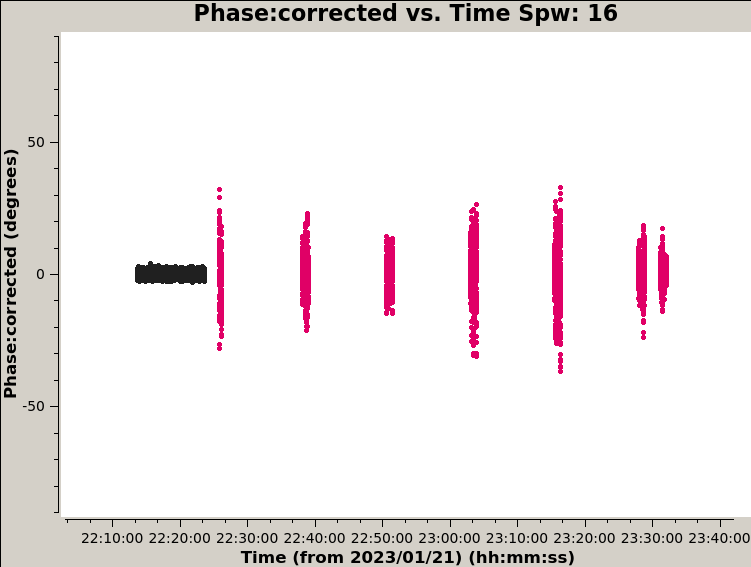 Phase:corrected vs. Time Spw: 16
Phase:corrected (degrees)
50
0
-50
22:10:00 22:20:00 22:30:00 22:40:00 22:50:00 23:00:00 23:10:00 23:20:00 23:30:00 23:40:00
Time (from 2023/01/21) (hh:mm:ss)